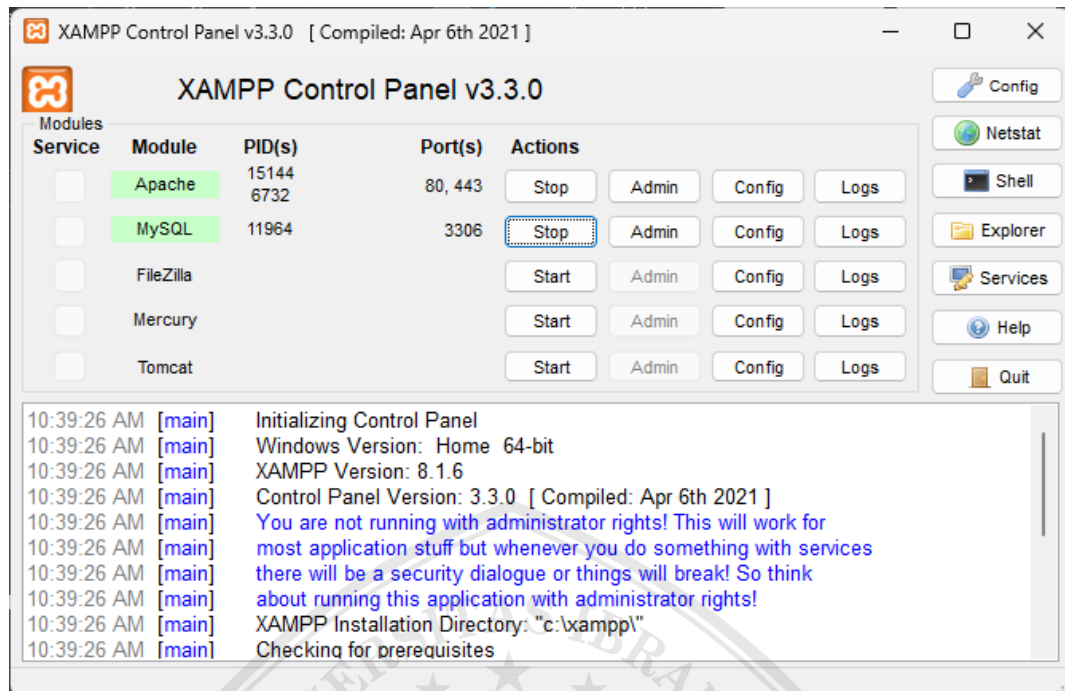 XAMPP Control Panel v3.3.0 [ Compiled: Apr 6th 2021 ]
XAMPP Control Panel v3.3.0
Config
Modules
Service Module PID(s) Port(s) Actions
Netstat
Apache 15144 6732 80, 443 Stop Admin Config Logs
Shell
MySQL 11964 3306 Stop Admin Config Logs
Explorer
FileZilla Start Admin Config Logs
Services
Mercury Start Admin Config Logs
Help
Tomcat Start Admin Config Logs
Quit
10:39:26 AM [main] Initializing Control Panel
10:39:26 AM [main] Windows Version: Home 64-bit
10:39:26 AM [main] XAMPP Version: 8.1.6
10:39:26 AM [main] Control Panel Version: 3.3.0 [ Compiled: Apr 6th 2021 ]
10:39:26 AM [main] You are not running with administrator rights! This will work for
10:39:26 AM [main] most application stuff but whenever you do something with services
10:39:26 AM [main] there will be a security dialogue or things will break! So think
10:39:26 AM [main] about running this application with administrator rights!
10:39:26 AM [main] XAMPP Installation Directory: "c:\xampp\"
10:39:26 AM [main] Checking for prerequisites